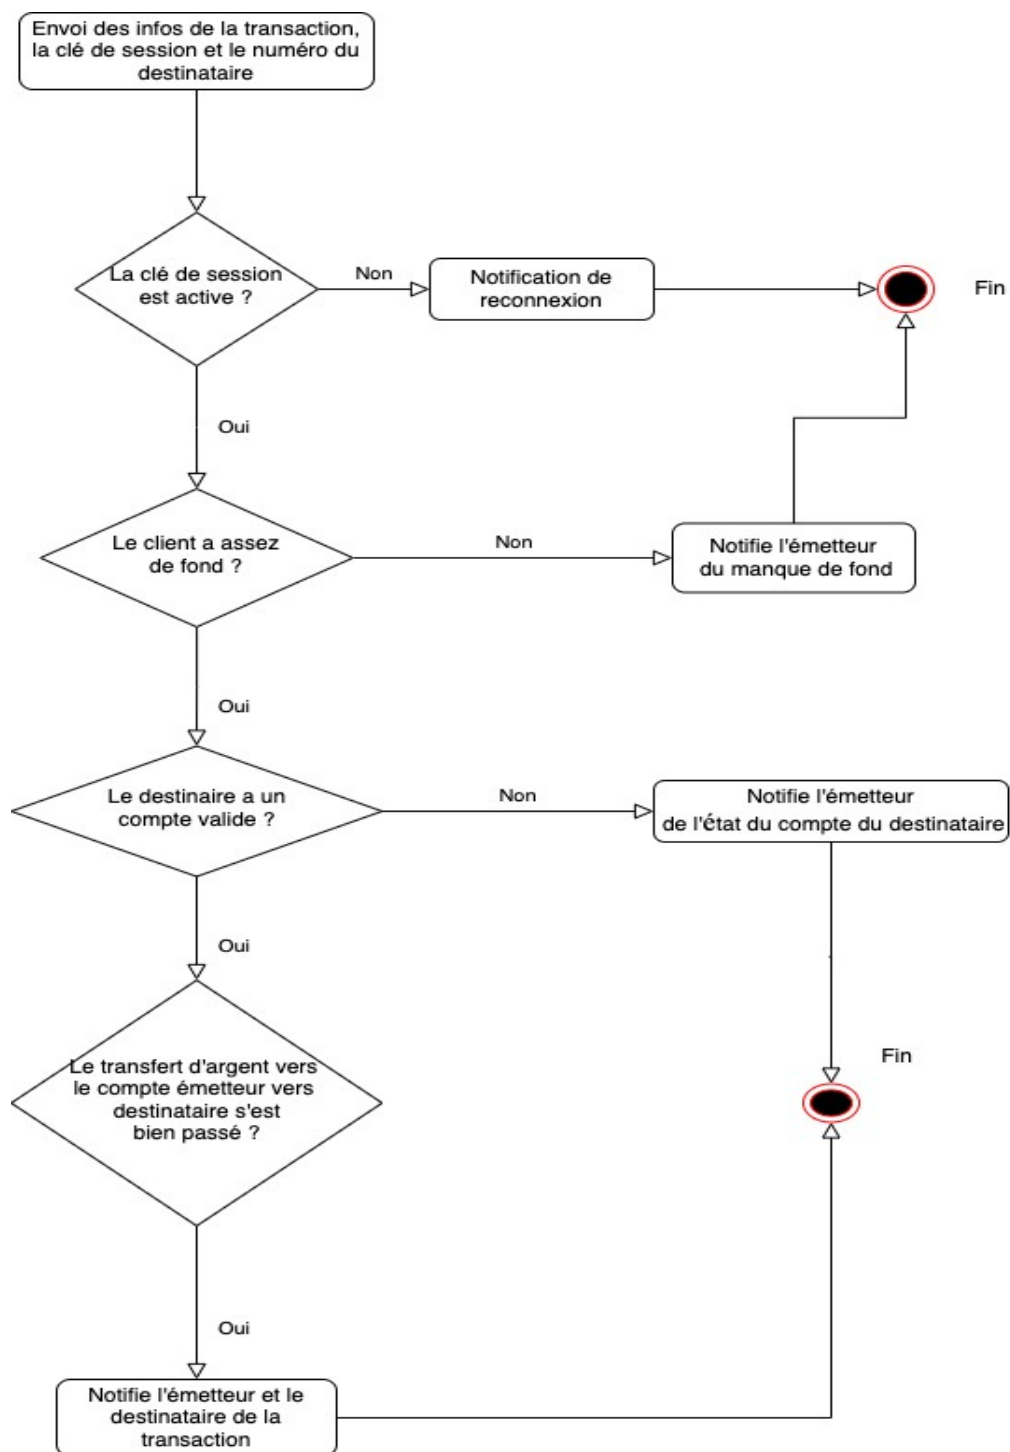 Envoi des infos de la transaction,
la clé de session et le numéro du
destinataire
La clé de session
est active ?
Non
Notification de
reconnexion
Fin
Oui
Le client a assez
de fond ?
Non
Notifie l'émetteur
du manque de fond
Oui
Le destinaire a un
compte valide ?
Non
Notifie l'émetteur
de l'état du compte du destinataire
Oui
Le transfert d'argent vers
le compte émetteur vers
destinataire s'est
bien passé ?
Fin
Oui
Notifie l'émetteur et le
destinataire de la
transaction